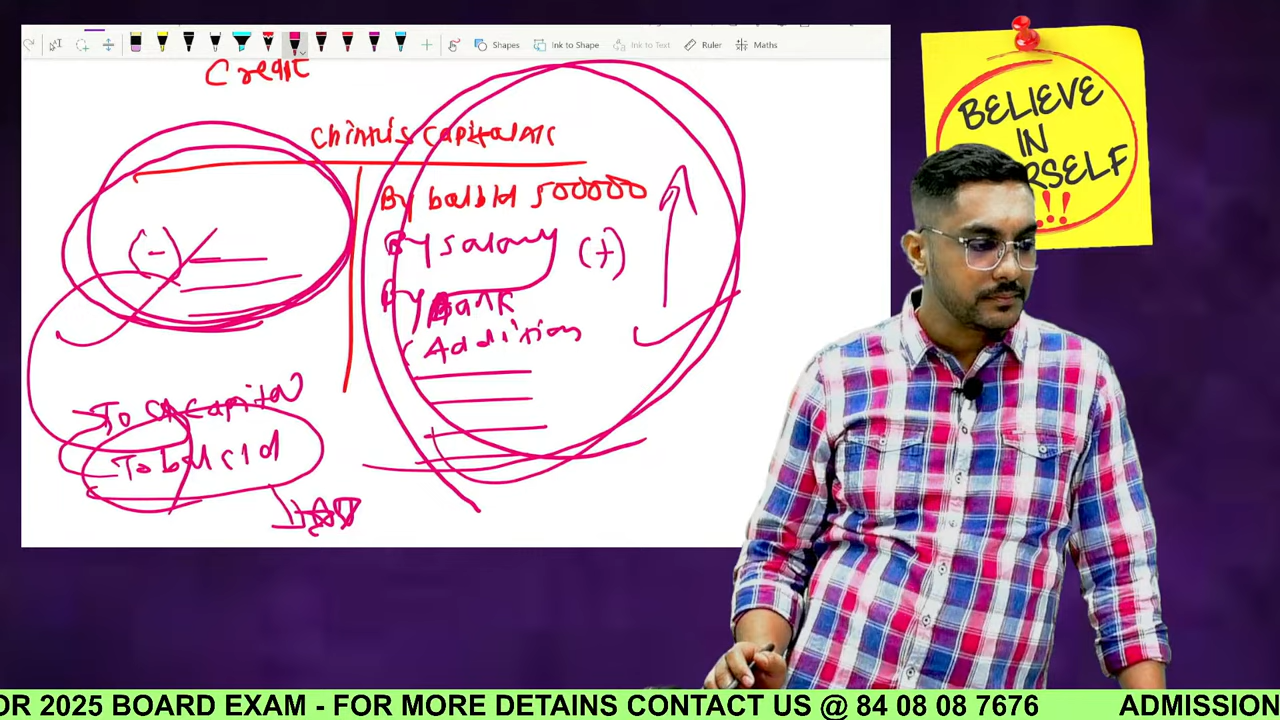 Shapes
Ink to Shape
Ink to Text
Ruler
Maths
Credit
Capital A/c
By bal b/d 500000
By salary (+)
By Bank
(Addition
(-)
To Capital
To bal c/d
BELIEVE
IN
RSELF
!!
OR 2025 BOARD EXAM - FOR MORE DETAINS CONTACT US @ 84 08 08 7676 ADMISSION